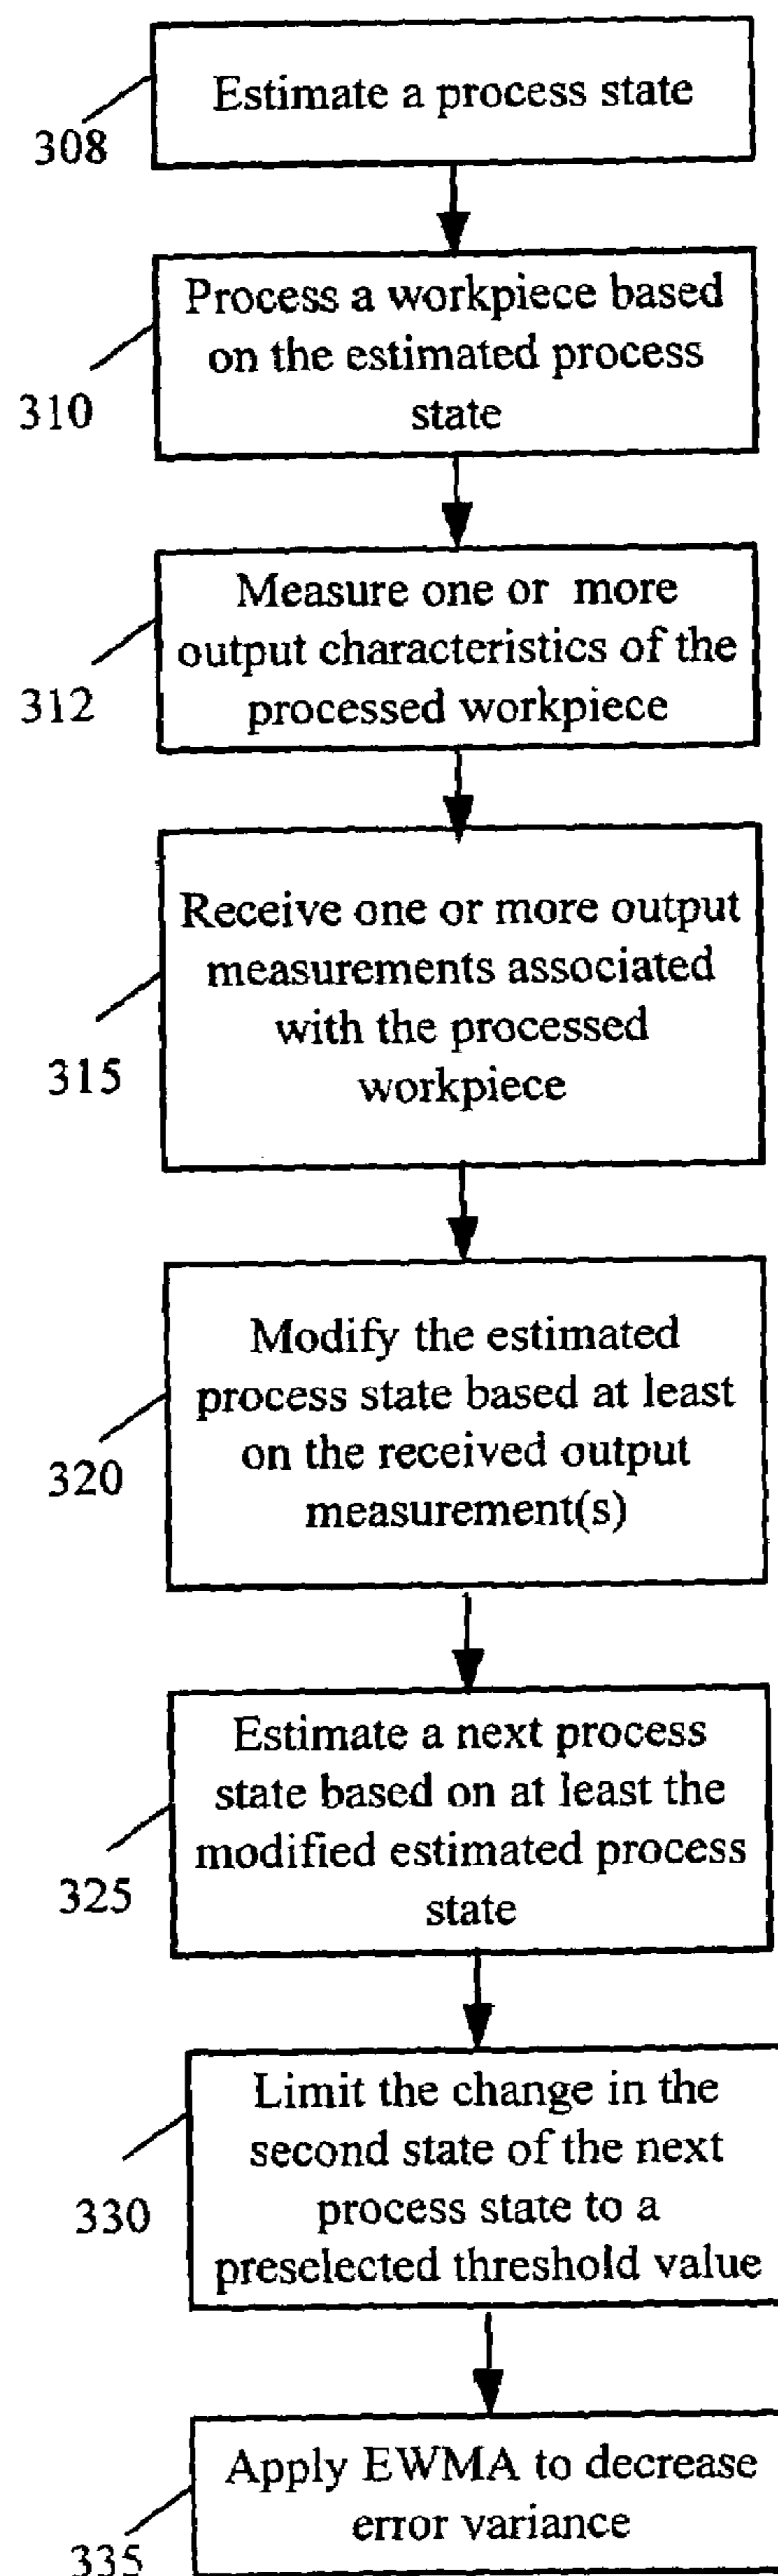 Estimate a process state
308
Process a workpiece based
on the estimated process
state
310
Measure one or more
output characteristics of the
processed workpiece
312
Receive one or more output
measurements associated
with the processed
workpiece
315
Modify the estimated
process state based at least
on the received output
measurement(s)
320
Estimate a next process
state based on at least the
modified estimated process
state
325
Limit the change in the
second state of the next
process state to a
preselected threshold value
330
Apply EWMA to decrease
error variance
335